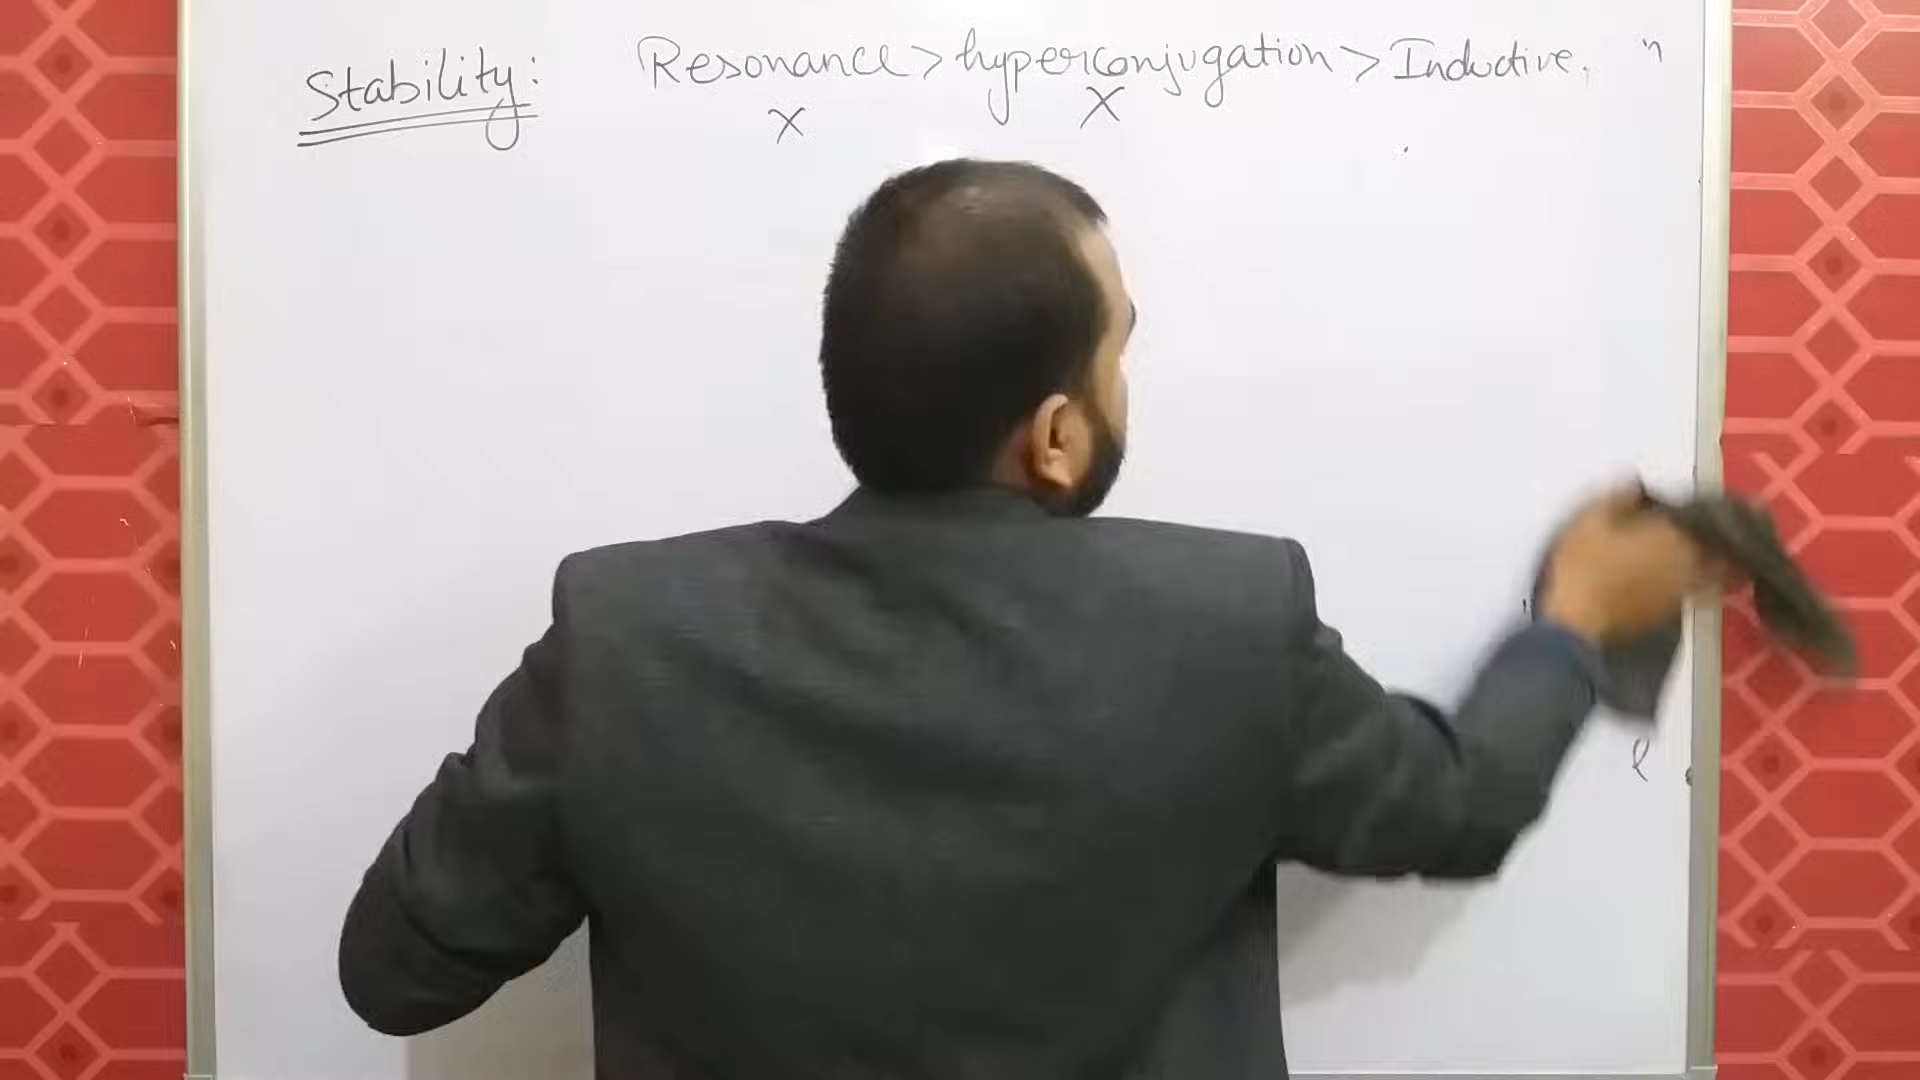 Stability: Resonance > hyperconjugation > Inductive.
x x